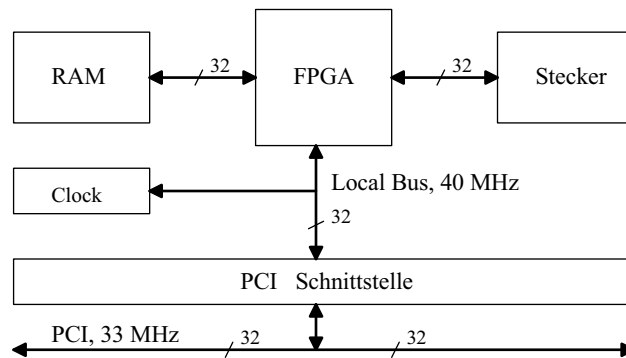 RAM
32
FPGA
32
Stecker
Clock
Local Bus, 40 MHz
32
PCI Schnittstelle
PCI, 33 MHz
32
32